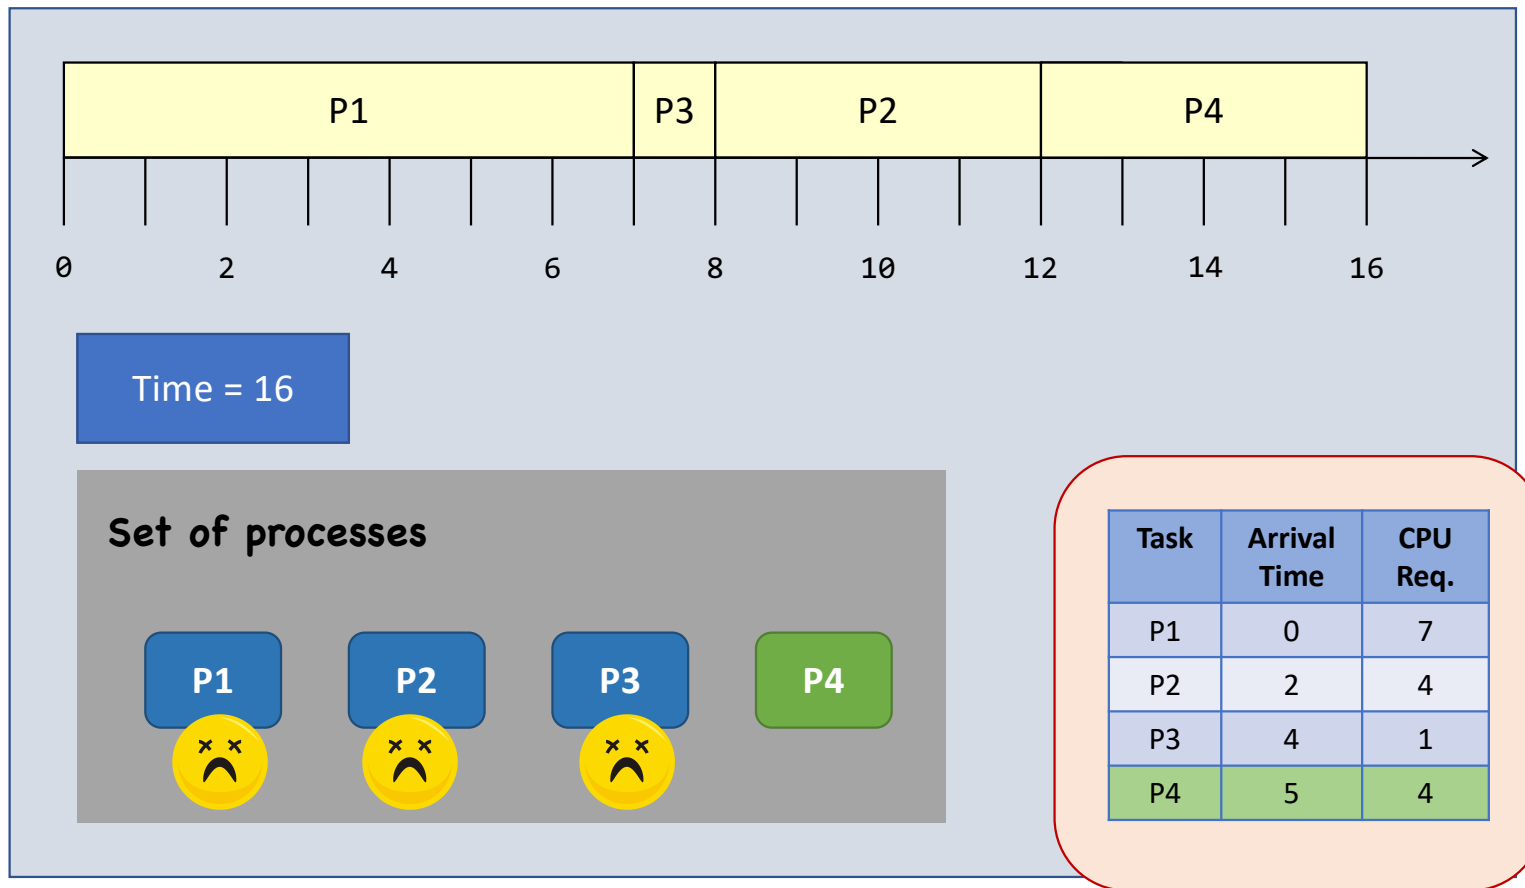 P1 P3 P2 P4
0 2 4 6 8 10 12 14 16
Time = 16
Set of processes
P1 P2 P3 P4
Task Arrival Time CPU Req.
P1 0 7
P2 2 4
P3 4 1
P4 5 4